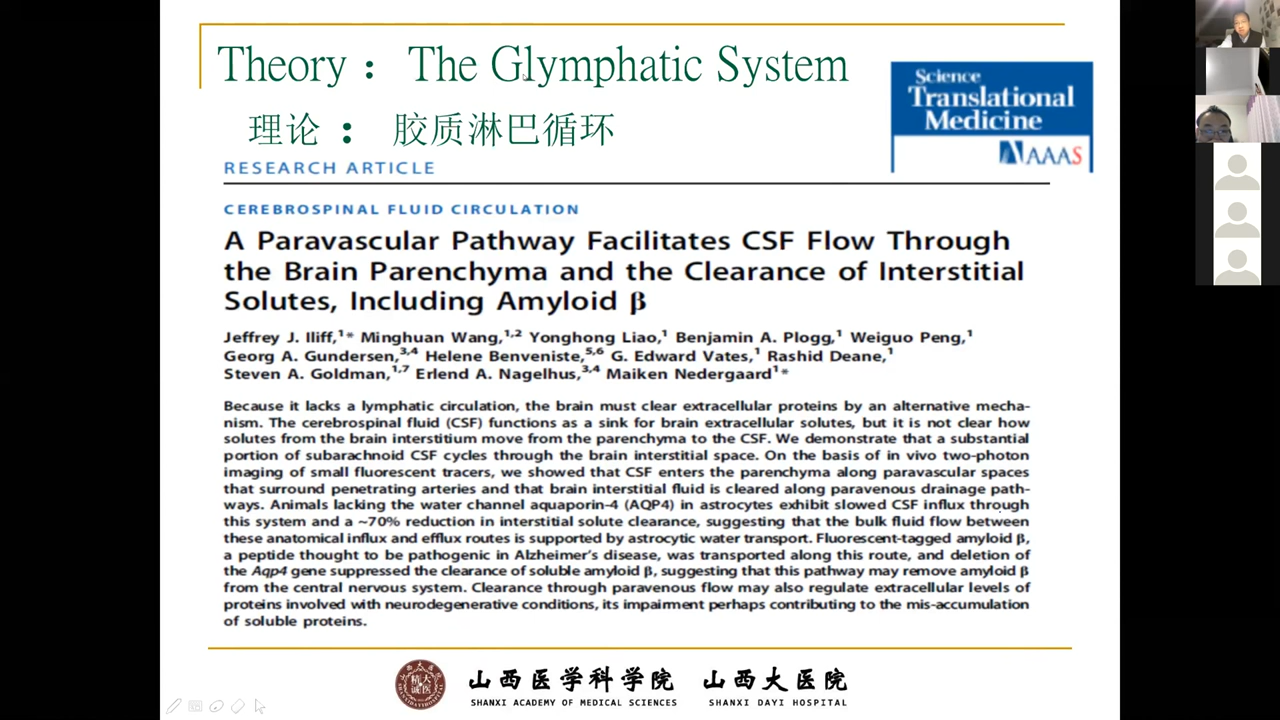 Theory： The Glymphatic System
理论： 胶质淋巴循环
Science
Translational
Medicine
AAAS
RESEARCH ARTICLE
CEREBROSPINAL FLUID CIRCULATION
A Paravascular Pathway Facilitates CSF Flow Through
the Brain Parenchyma and the Clearance of Interstitial
Solutes, Including Amyloid β
Jeffrey J. Iliff,¹* Minghuan Wang,¹,² Yonghong Liao,¹ Benjamin A. Plogg,¹ Weiguo Peng,¹
Georg A. Gundersen,³,⁴ Helene Benveniste,⁵,⁶ G. Edward Vates,¹ Rashid Deane,¹
Steven A. Goldman,¹,⁷ Erlend A. Nagelhus,³,⁴ Maiken Nedergaard¹*
Because it lacks a lymphatic circulation, the brain must clear extracellular proteins by an alternative mecha-
nism. The cerebrospinal fluid (CSF) functions as a sink for brain extracellular solutes, but it is not clear how
solutes from the brain interstitium move from the parenchyma to the CSF. We demonstrate that a substantial
portion of subarachnoid CSF cycles through the brain interstitial space. On the basis of in vivo two-photon
imaging of small fluorescent tracers, we showed that CSF enters the parenchyma along paravascular spaces
that surround penetrating arteries and that brain interstitial fluid is cleared along paravenous drainage path-
ways. Animals lacking the water channel aquaporin-4 (AQP4) in astrocytes exhibit slowed CSF influx through
this system and a ~70% reduction in interstitial solute clearance, suggesting that the bulk fluid flow between
these anatomical influx and efflux routes is supported by astrocytic water transport. Fluorescent-tagged amyloid β,
a peptide thought to be pathogenic in Alzheimer's disease, was transported along this route, and deletion of
the Aqp4 gene suppressed the clearance of soluble amyloid β, suggesting that this pathway may remove amyloid β
from the central nervous system. Clearance through paravenous flow may also regulate extracellular levels of
proteins involved with neurodegenerative conditions, its impairment perhaps contributing to the mis-accumulation
of soluble proteins.
山西医学科学院 山西大医院
SHANXI ACADEMY OF MEDICAL SCIENCES SHANXI DAYI HOSPITAL